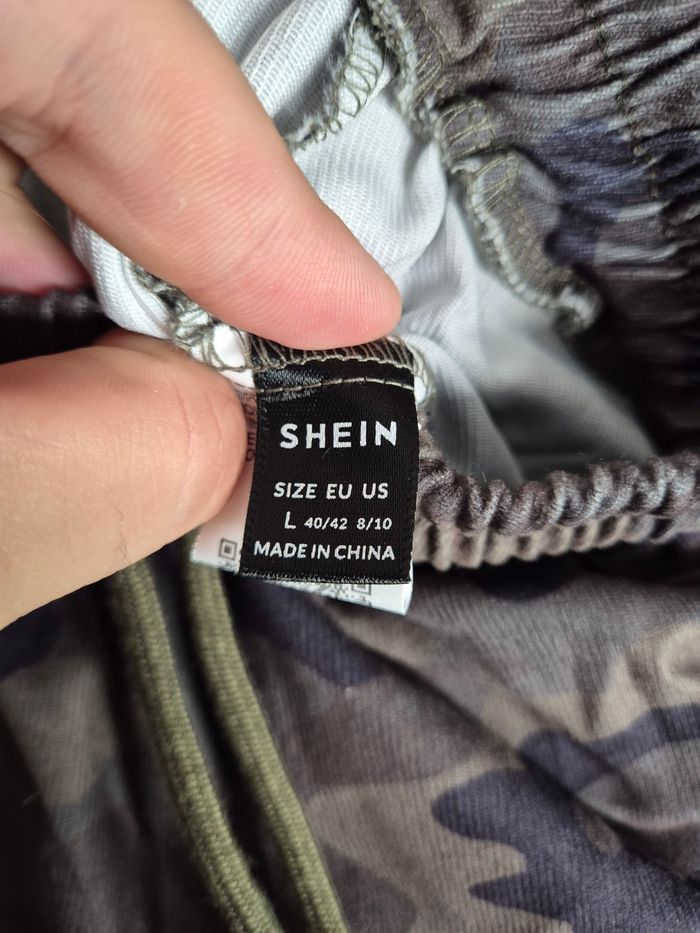 SHEIN
SIZE EU US
L 40/42 8/10
MADE IN CHINA